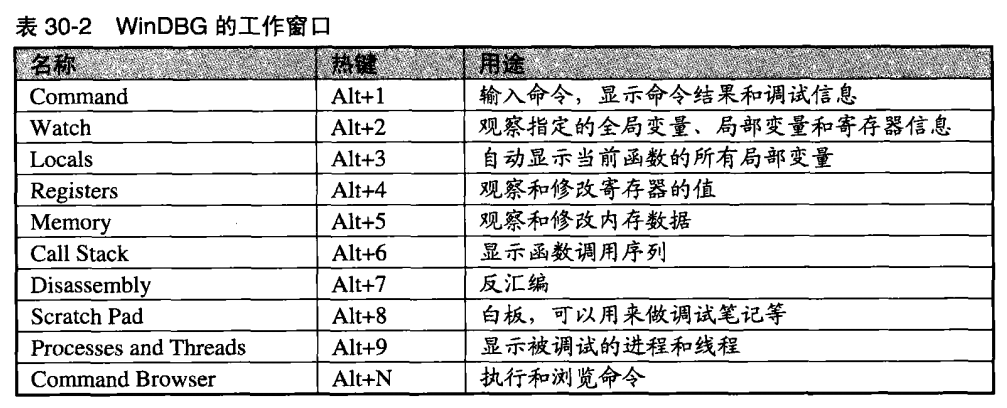 表 30-2 WinDBG 的工作窗口
名称 热键 用途
Command Alt+1 输入命令，显示命令结果和调试信息
Watch Alt+2 观察指定的全局变量、局部变量和寄存器信息
Locals Alt+3 自动显示当前函数的所有局部变量
Registers Alt+4 观察和修改寄存器的值
Memory Alt+5 观察和修改内存数据
Call Stack Alt+6 显示函数调用序列
Disassembly Alt+7 反汇编
Scratch Pad Alt+8 白板，可以用来做调试笔记等
Processes and Threads Alt+9 显示被调试的进程和线程
Command Browser Alt+N 执行和浏览命令